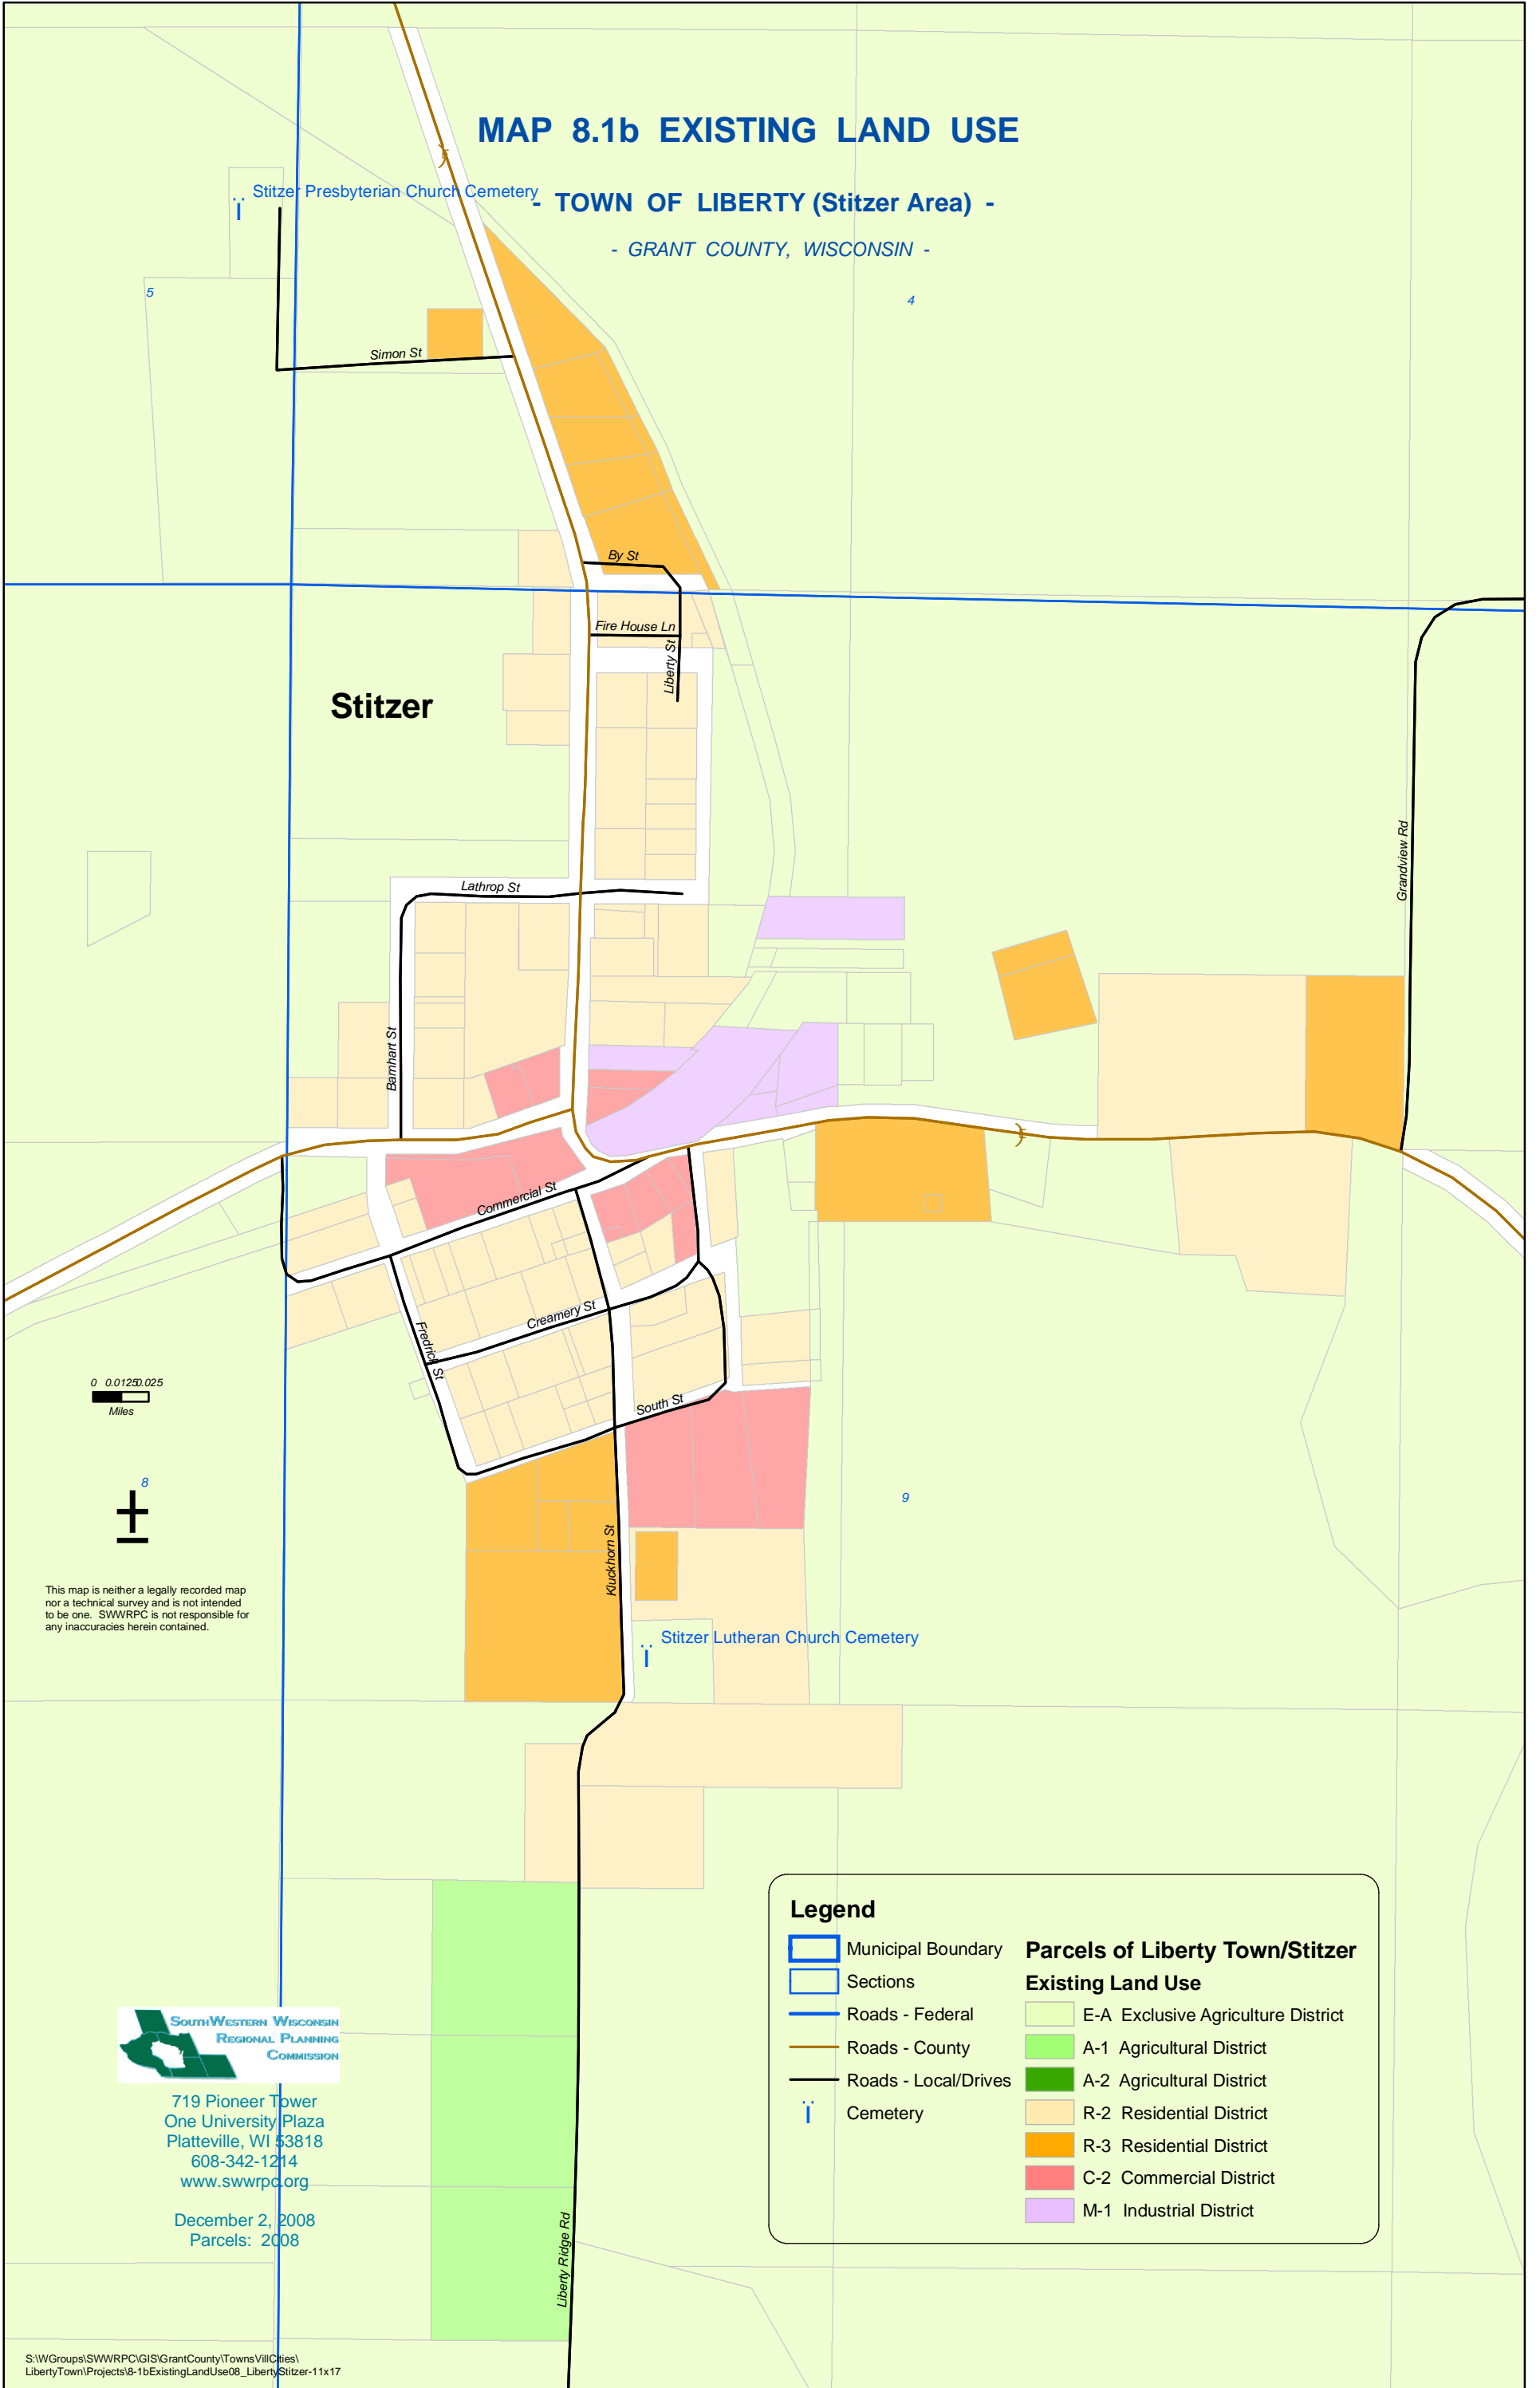 MAP 8.1b EXISTING LAND USE
- TOWN OF LIBERTY (Stitzer Area) -
- GRANT COUNTY, WISCONSIN -
Stitzer Presbyterian Church Cemetery
5
4
Simon St
By St
Fire House Ln
Liberty St
Stitzer
Grandview Rd
Lathrop St
Barnhart St
Commercial St
Creamery St
Fredrich St
South St
Kluckhorn St
0 0.0125 0.025
Miles
8
9
This map is neither a legally recorded map
nor a technical survey and is not intended
to be one. SWWRPC is not responsible for
any inaccuracies herein contained.
Stitzer Lutheran Church Cemetery
Liberty Ridge Rd
Legend
Municipal Boundary
Sections
Roads - Federal
Roads - County
Roads - Local/Drives
Cemetery
Parcels of Liberty Town/Stitzer
Existing Land Use
E-A Exclusive Agriculture District
A-1 Agricultural District
A-2 Agricultural District
R-2 Residential District
R-3 Residential District
C-2 Commercial District
M-1 Industrial District
SOUTHWESTERN WISCONSIN
REGIONAL PLANNING
COMMISSION
719 Pioneer Tower
One University Plaza
Platteville, WI 53818
608-342-1214
www.swwrpc.org
December 2, 2008
Parcels: 2008
S:\WGroups\SWWRPC\GIS\GrantCounty\TownsVillCities\
LibertyTown\Projects\8-1bExistingLandUse08_LibertyStitzer-11x17